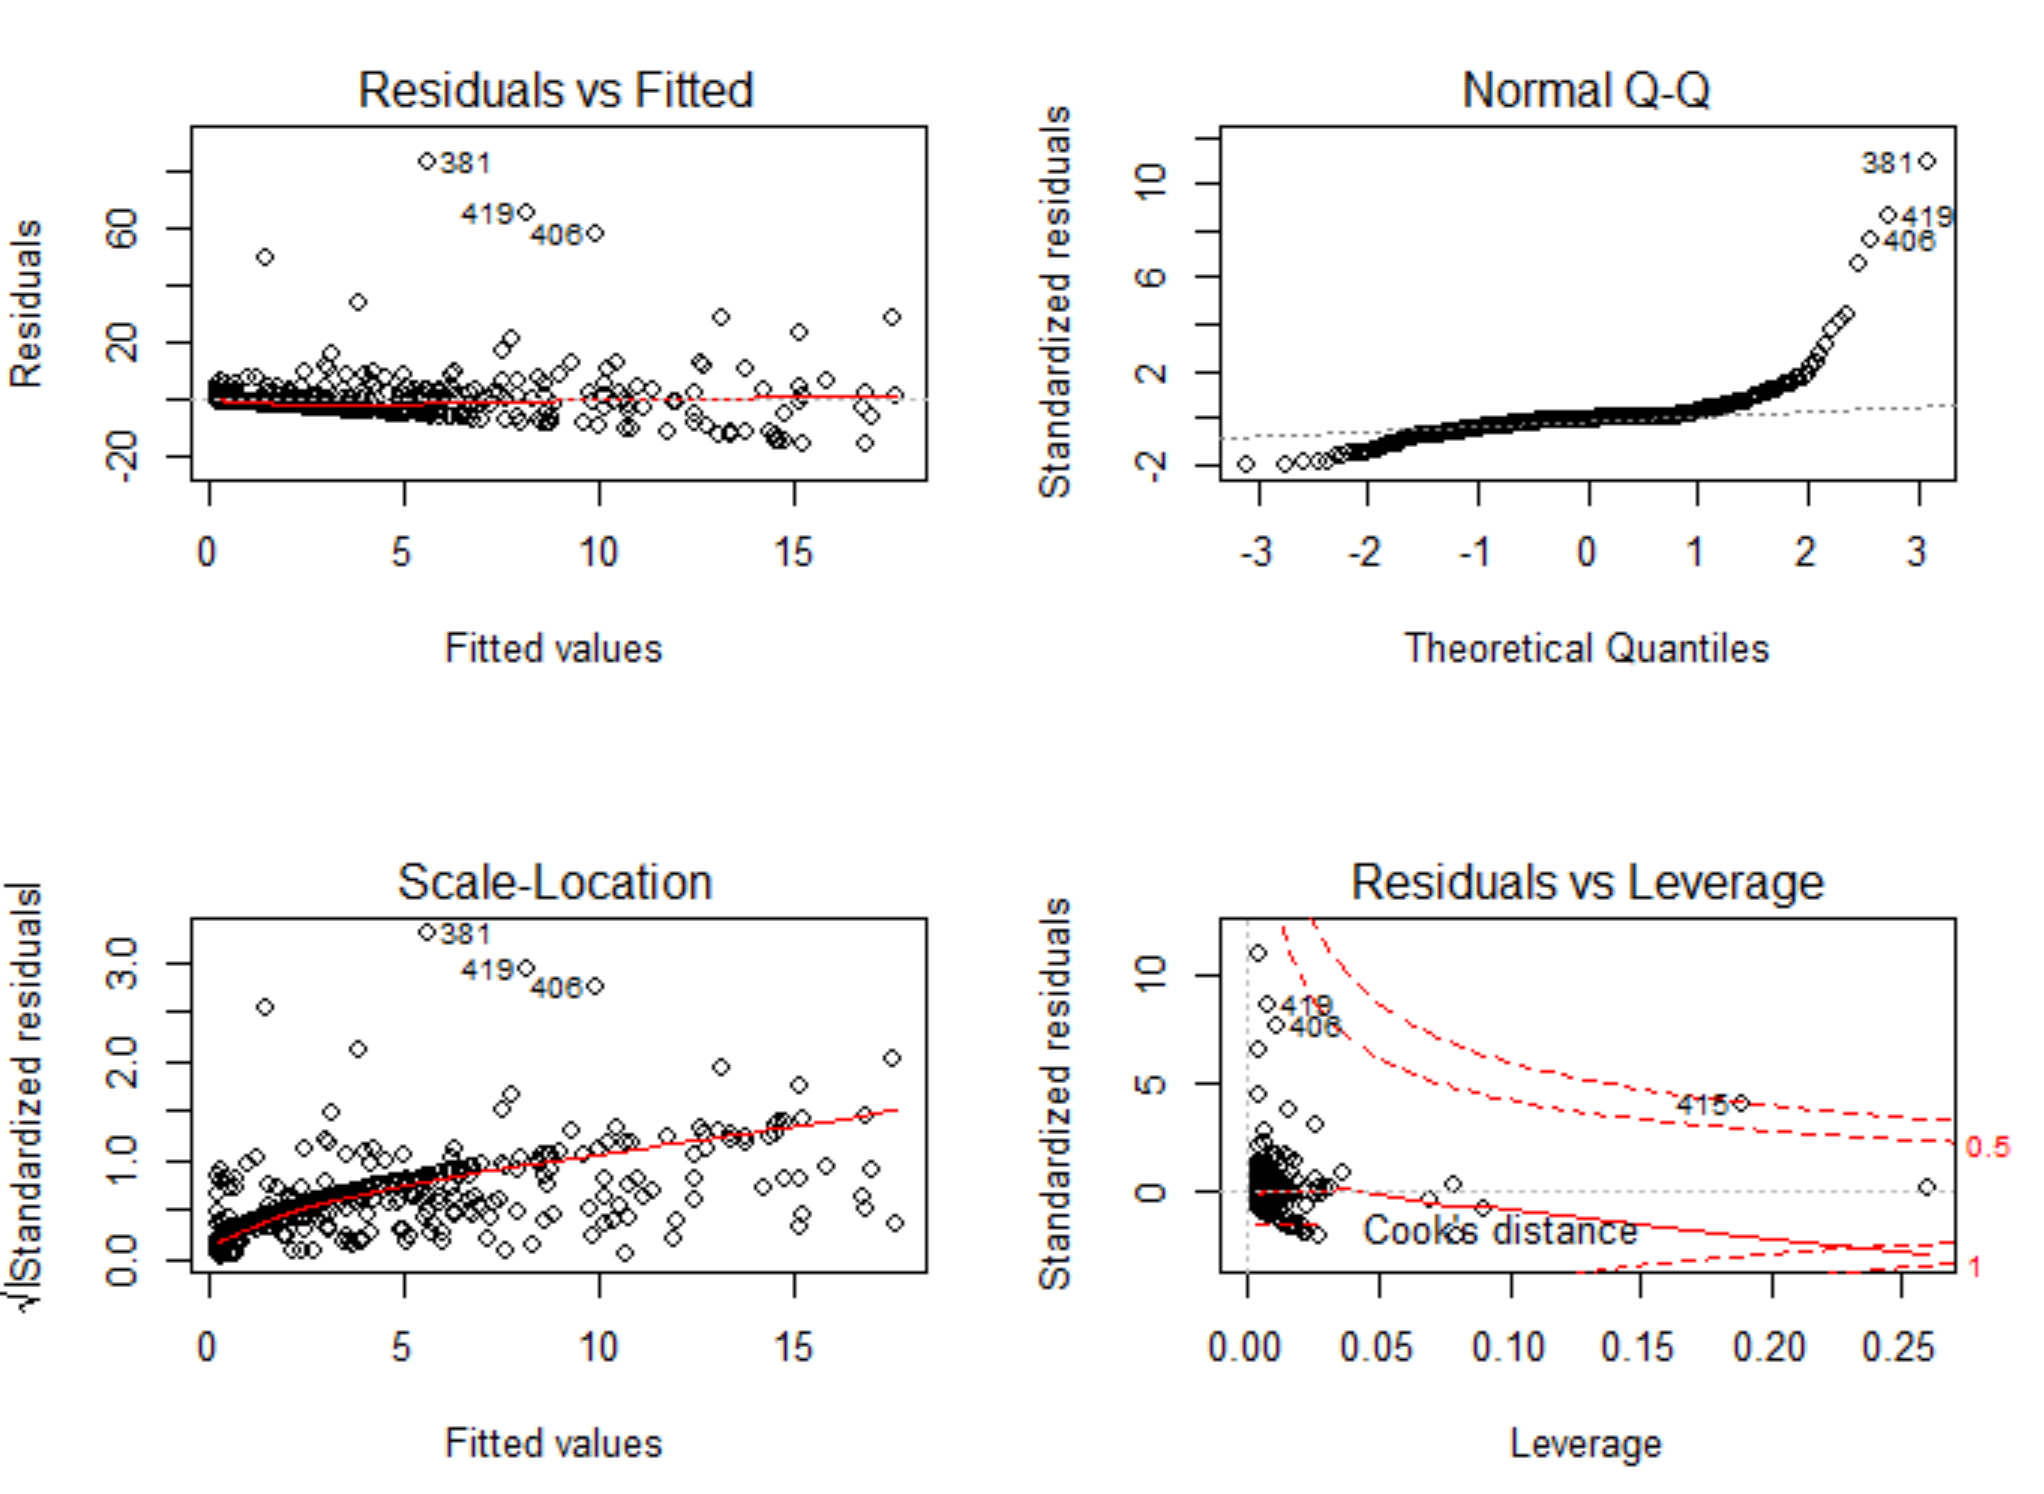 Residuals vs Fitted
Residuals
60
20
-20
381
419
406
0 5 10 15
Fitted values
Normal Q-Q
Standardized residuals
10
6
2
-2
381
419
406
-3 -2 -1 0 1 2 3
Theoretical Quantiles
Scale-Location
√|Standardized residuals|
3.0
2.0
1.0
0.0
381
419
406
0 5 10 15
Fitted values
Residuals vs Leverage
Standardized residuals
10
5
0
419
406
415
0.5
1
Cook's distance
0.00 0.05 0.10 0.15 0.20 0.25
Leverage